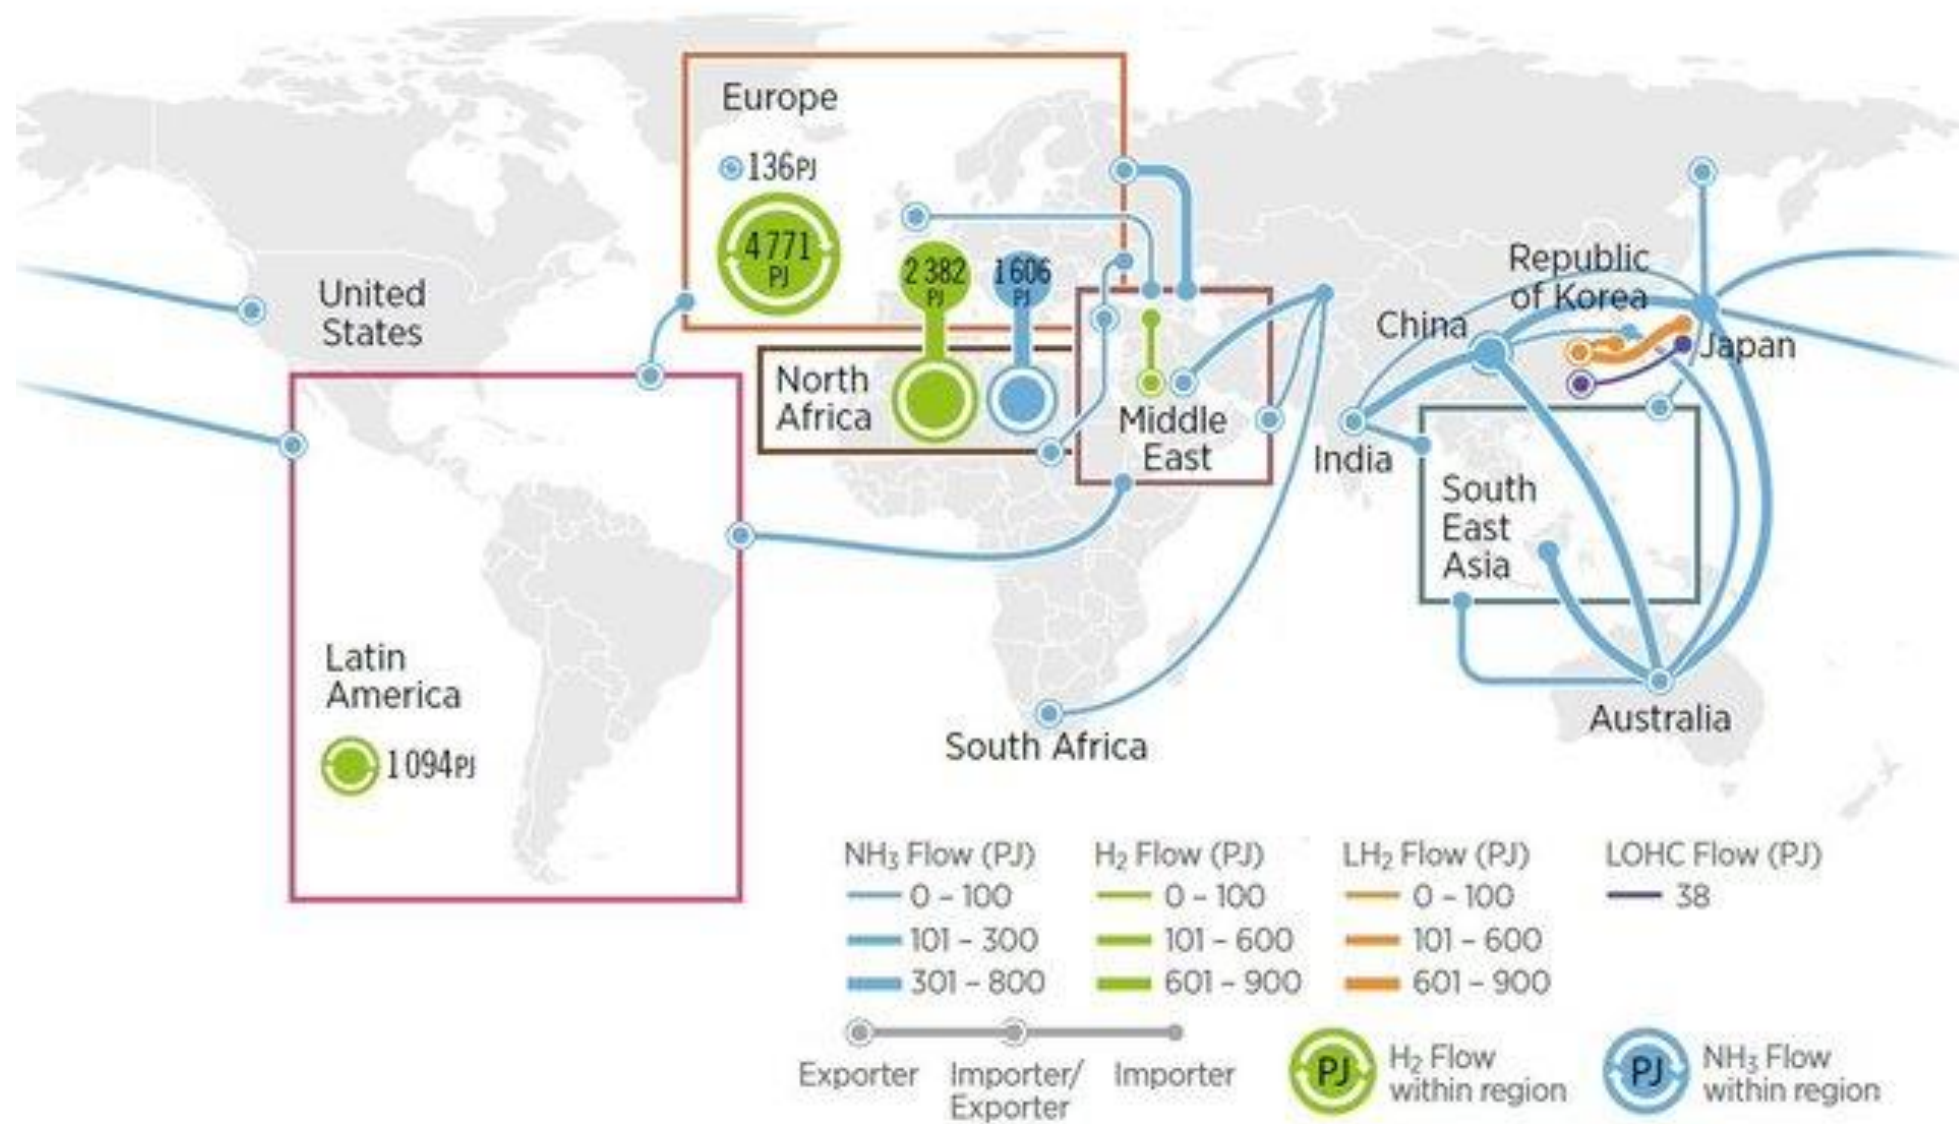 Europe
136 PJ
4 771
PJ
2 382
PJ
1 606
PJ
United
States
North
Africa
Middle
East
Republic
of Korea
China
Japan
India
South
East
Asia
Latin
America
1 094 PJ
South Africa
Australia
NH₃ Flow (PJ)
0 – 100
101 – 300
301 – 800
H₂ Flow (PJ)
0 – 100
101 – 600
601 – 900
LH₂ Flow (PJ)
0 – 100
101 – 600
601 – 900
LOHC Flow (PJ)
38
Exporter
Importer/
Exporter
Importer
PJ
H₂ Flow
within region
PJ
NH₃ Flow
within region